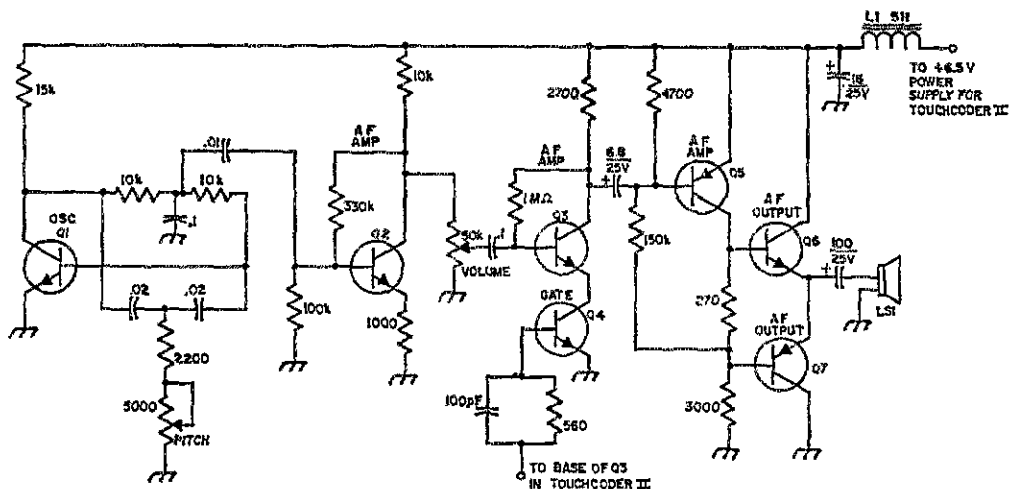 L1 5H
TO +6.5V
POWER
SUPPLY FOR
TOUCHCODER II
15
25V
15k
10k
2700
4700
AF
AMP
.01
10k
10k
.1
330k
AF AMP
1MΩ
6.8
25V
AF
AMP
Q5
OSC
Q1
Q2
50k
VOLUME
.1
Q3
150k
AF
OUTPUT
Q6
100
25V
LS1
.02
.02
100k
1000
GATE
Q4
270
AF
OUTPUT
Q7
2200
5000
PITCH
100pF
560
3000
TO BASE OF Q3
IN TOUCHCODER II